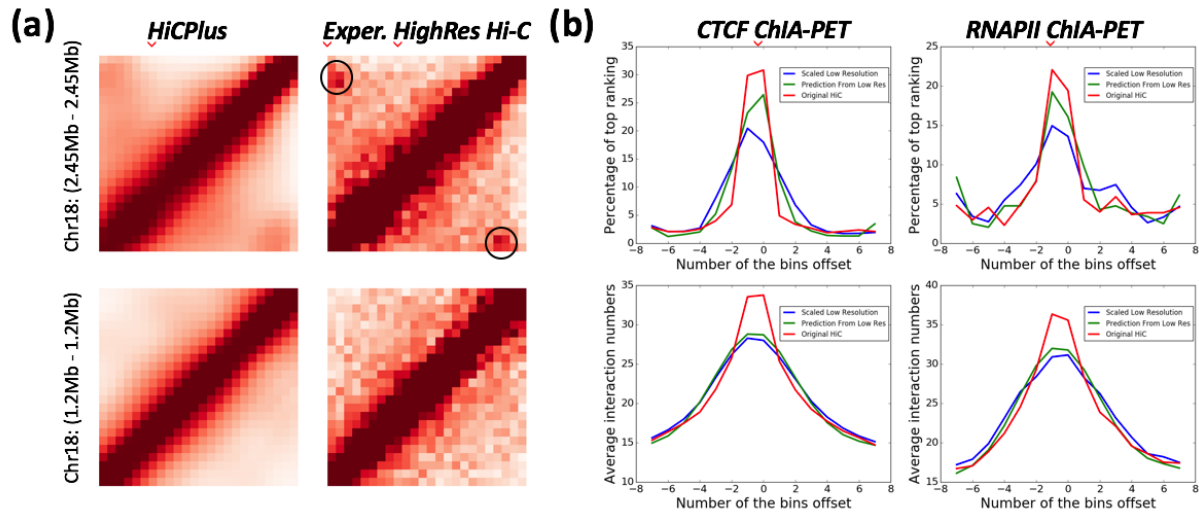 (a)
HiCPlus
Exper. HighRes Hi-C
Chr18: (2.45Mb - 2.45Mb)
Chr18: (1.2Mb - 1.2Mb)
(b)
CTCF ChIA-PET
RNAPII ChIA-PET
Percentage of top ranking
35
30
25
20
15
10
5
0
Scaled Low Resolution
Prediction From Low Res
Original HiC
-8 -6 -4 -2 0 2 4 6 8
Number of the bins offset
Percentage of top ranking
25
20
15
10
5
0
Scaled Low Resolution
Prediction From Low Res
Original HiC
-8 -6 -4 -2 0 2 4 6 8
Number of the bins offset
Average interaction numbers
35
30
25
20
15
10
Scaled Low Resolution
Prediction From Low Res
Original HiC
-8 -6 -4 -2 0 2 4 6 8
Number of the bins offset
Average interaction numbers
40
35
30
25
20
15
Scaled Low Resolution
Prediction From Low Res
Original HiC
-8 -6 -4 -2 0 2 4 6 8
Number of the bins offset